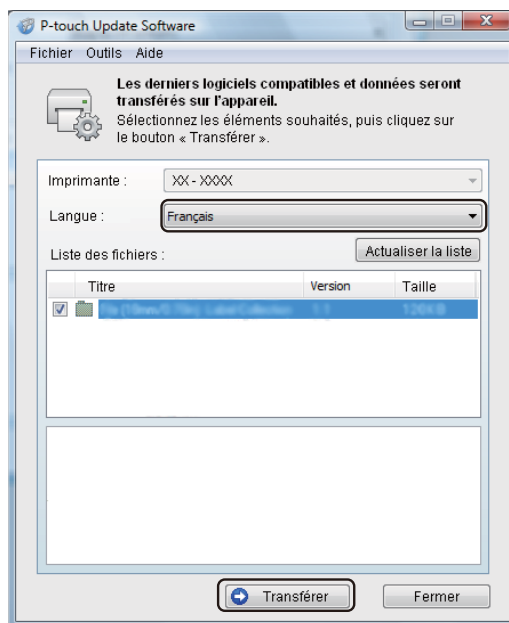 P-touch Update Software
Fichier Outils Aide
Les derniers logiciels compatibles et données seront
transférés sur l'appareil.
Sélectionnez les éléments souhaités, puis cliquez sur
le bouton « Transférer ».
Imprimante : XX - XXXX
Langue : Français
Liste des fichiers : Actualiser la liste
Titre Version Taille
Transférer Fermer